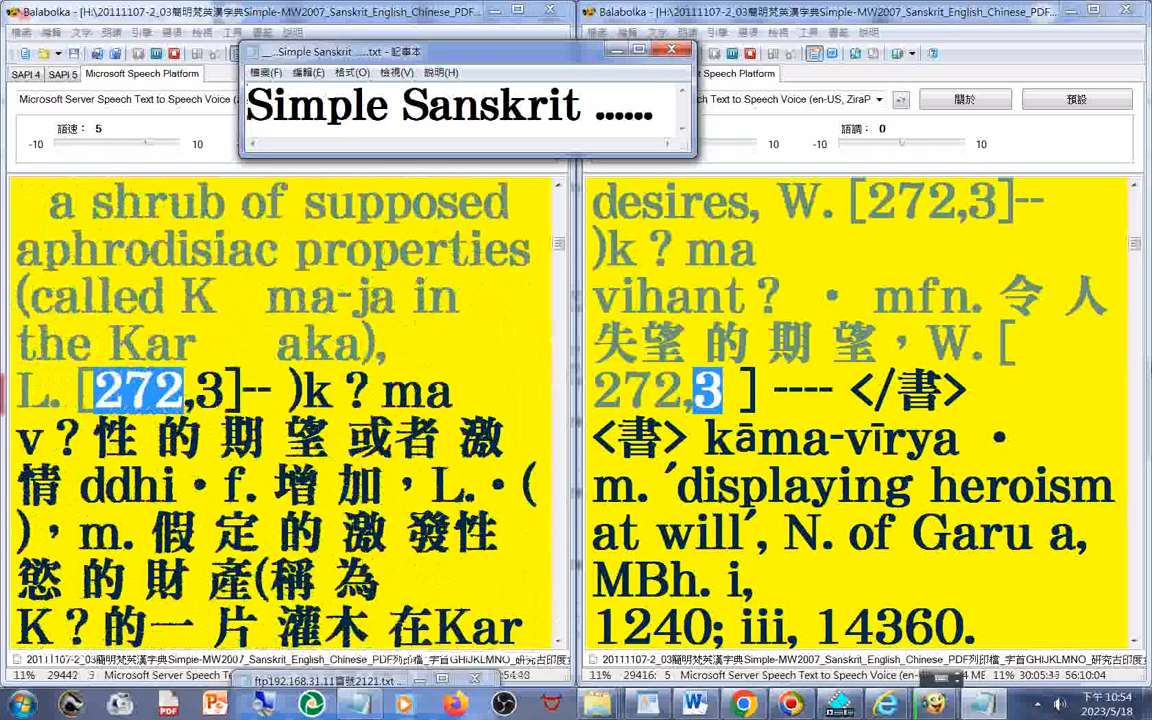 Balabolka - [H:\20111107-2_03簡明梵英漢字典Simple-MW2007_Sanskrit_English_Chinese_PDF...
Balabolka - [H:\20111107-2_03簡明梵英漢字典Simple-MW2007_Sanskrit_English_Chinese_PDF...
__...Simple Sanskrit ......txt - 記事本
檔案(F) 編輯(E) 格式(O) 檢視(V) 說明(H)
Simple Sanskrit ......
SAPI 4 SAPI 5 Microsoft Speech Platform
t Speech Platform
Microsoft Server Speech Text to Speech Voice (
ch Text to Speech Voice (en-US, ZiraP
關於
預設
語速： 5
語調： 0
-10 10
10 -10 10
a shrub of supposed
aphrodisiac properties
(called K ma-ja in
the Kar aka),
L. [272,3]-- )k？ma
v？性 的 期 望 或者 激
情 ddhi・f. 增 加，L.・(
)，m. 假 定 的 激 發性
慾 的 財 產(稱 為
K？的一 片 灌木 在Kar
desires, W. [272,3]--
)k？ma
vihant？ ・ mfn. 令 人
失望 的 期 望，W. [
272,3 ] ---- </書>
<書> kāma-vīrya ・
m. ′displaying heroism
at will′, N. of Garu a,
MBh. i,
1240; iii, 14360.
20111107-2_03簡明梵英漢字典Simple-MW2007_Sanskrit_English_Chinese_PDF列印檔_字首GHIJKLMNO_研究古印度
20111107-2_03簡明梵英漢字典Simple-MW2007_Sanskrit_English_Chinese_PDF列印檔_字首GHIJKLMNO_研究古印度
11% 29442
ftp192.168.31.11盲號2121.txt ...
11% 29416: 5 Microsoft Server Speech Text to Speech Voice (en- 11% 30:05:39 56:10:04
下午 10:54
2023/5/18